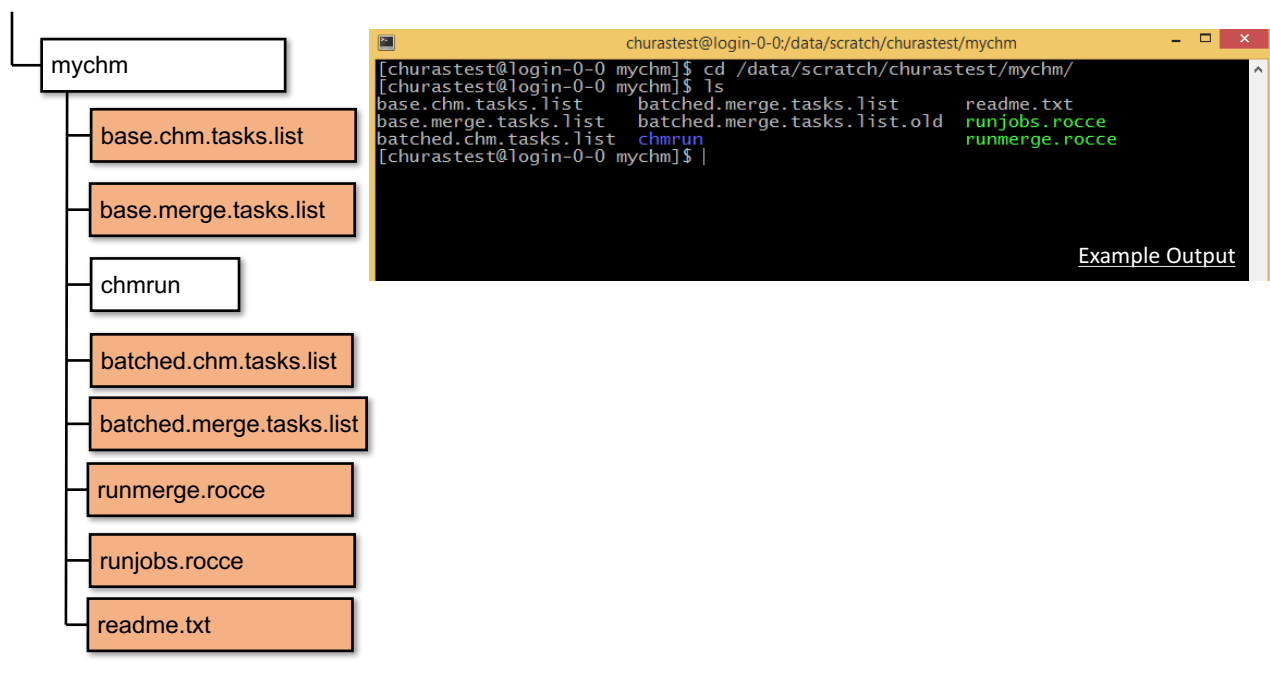 mychm
base.chm.tasks.list
base.merge.tasks.list
chmrun
batched.chm.tasks.list
batched.merge.tasks.list
runmerge.rocce
runjobs.rocce
readme.txt
churastest@login-0-0:/data/scratch/churastest/mychm
[churastest@login-0-0 mychm]$ cd /data/scratch/churastest/mychm/
[churastest@login-0-0 mychm]$ ls
base.chm.tasks.list batched.merge.tasks.list readme.txt
base.merge.tasks.list batched.merge.tasks.list.old runjobs.rocce
batched.chm.tasks.list chmrun runmerge.rocce
[churastest@login-0-0 mychm]$
Example Output